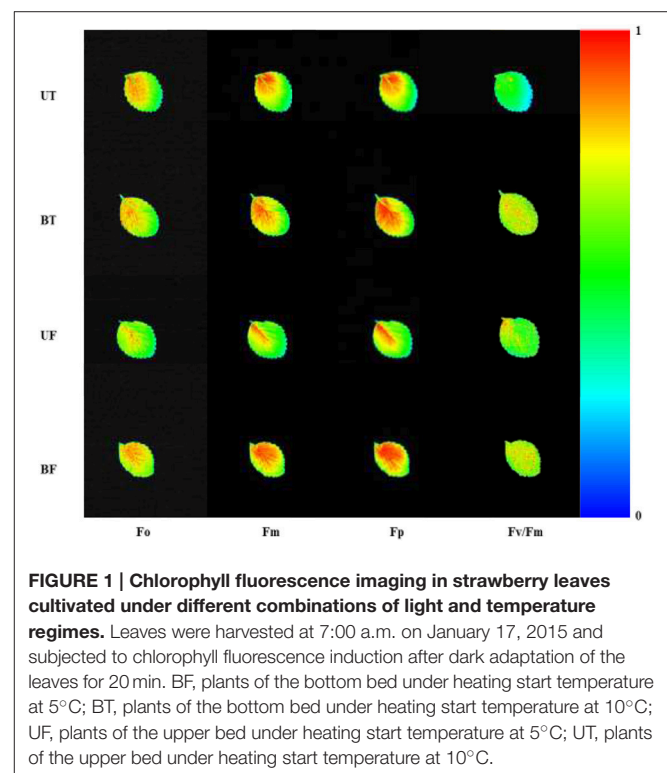 1
UT
BT
UF
BF
0
Fo Fm Fp Fv/Fm
FIGURE 1 | Chlorophyll fluorescence imaging in strawberry leaves
cultivated under different combinations of light and temperature
regimes. Leaves were harvested at 7:00 a.m. on January 17, 2015 and
subjected to chlorophyll fluorescence induction after dark adaptation of the
leaves for 20 min. BF, plants of the bottom bed under heating start temperature
at 5°C; BT, plants of the bottom bed under heating start temperature at 10°C;
UF, plants of the upper bed under heating start temperature at 5°C; UT, plants
of the upper bed under heating start temperature at 10°C.